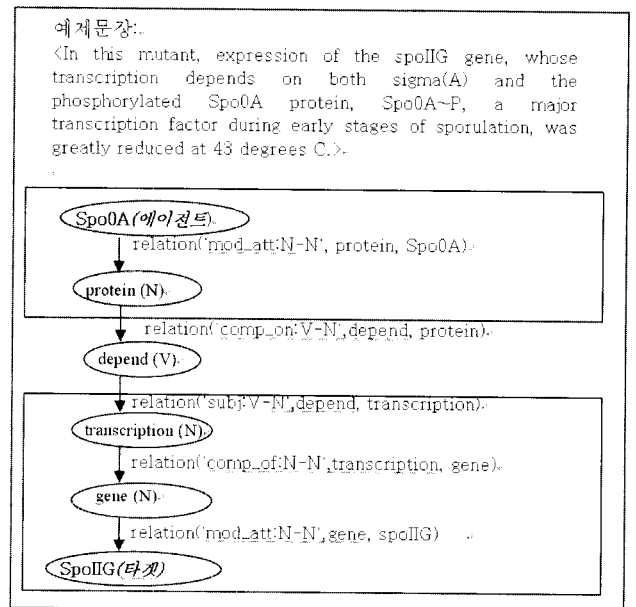 예제문장:
<In this mutant, expression of the spoIIG gene, whose
transcription depends on both sigma(A) and the
phosphorylated Spo0A protein, Spo0A~P, a major
transcription factor during early stages of sporulation, was
greatly reduced at 43 degrees C.>
Spo0A(에이전트)
relation('mod_att:N-N', protein, Spo0A)
protein (N)
relation('comp_on:V-N',depend, protein)
depend (V)
relation('subj:V-N',depend, transcription)
transcription (N)
relation('comp_of:N-N',transcription, gene)
gene (N)
relation('mod_att:N-N',gene, spoIIG)
SpoIIG(타겟)